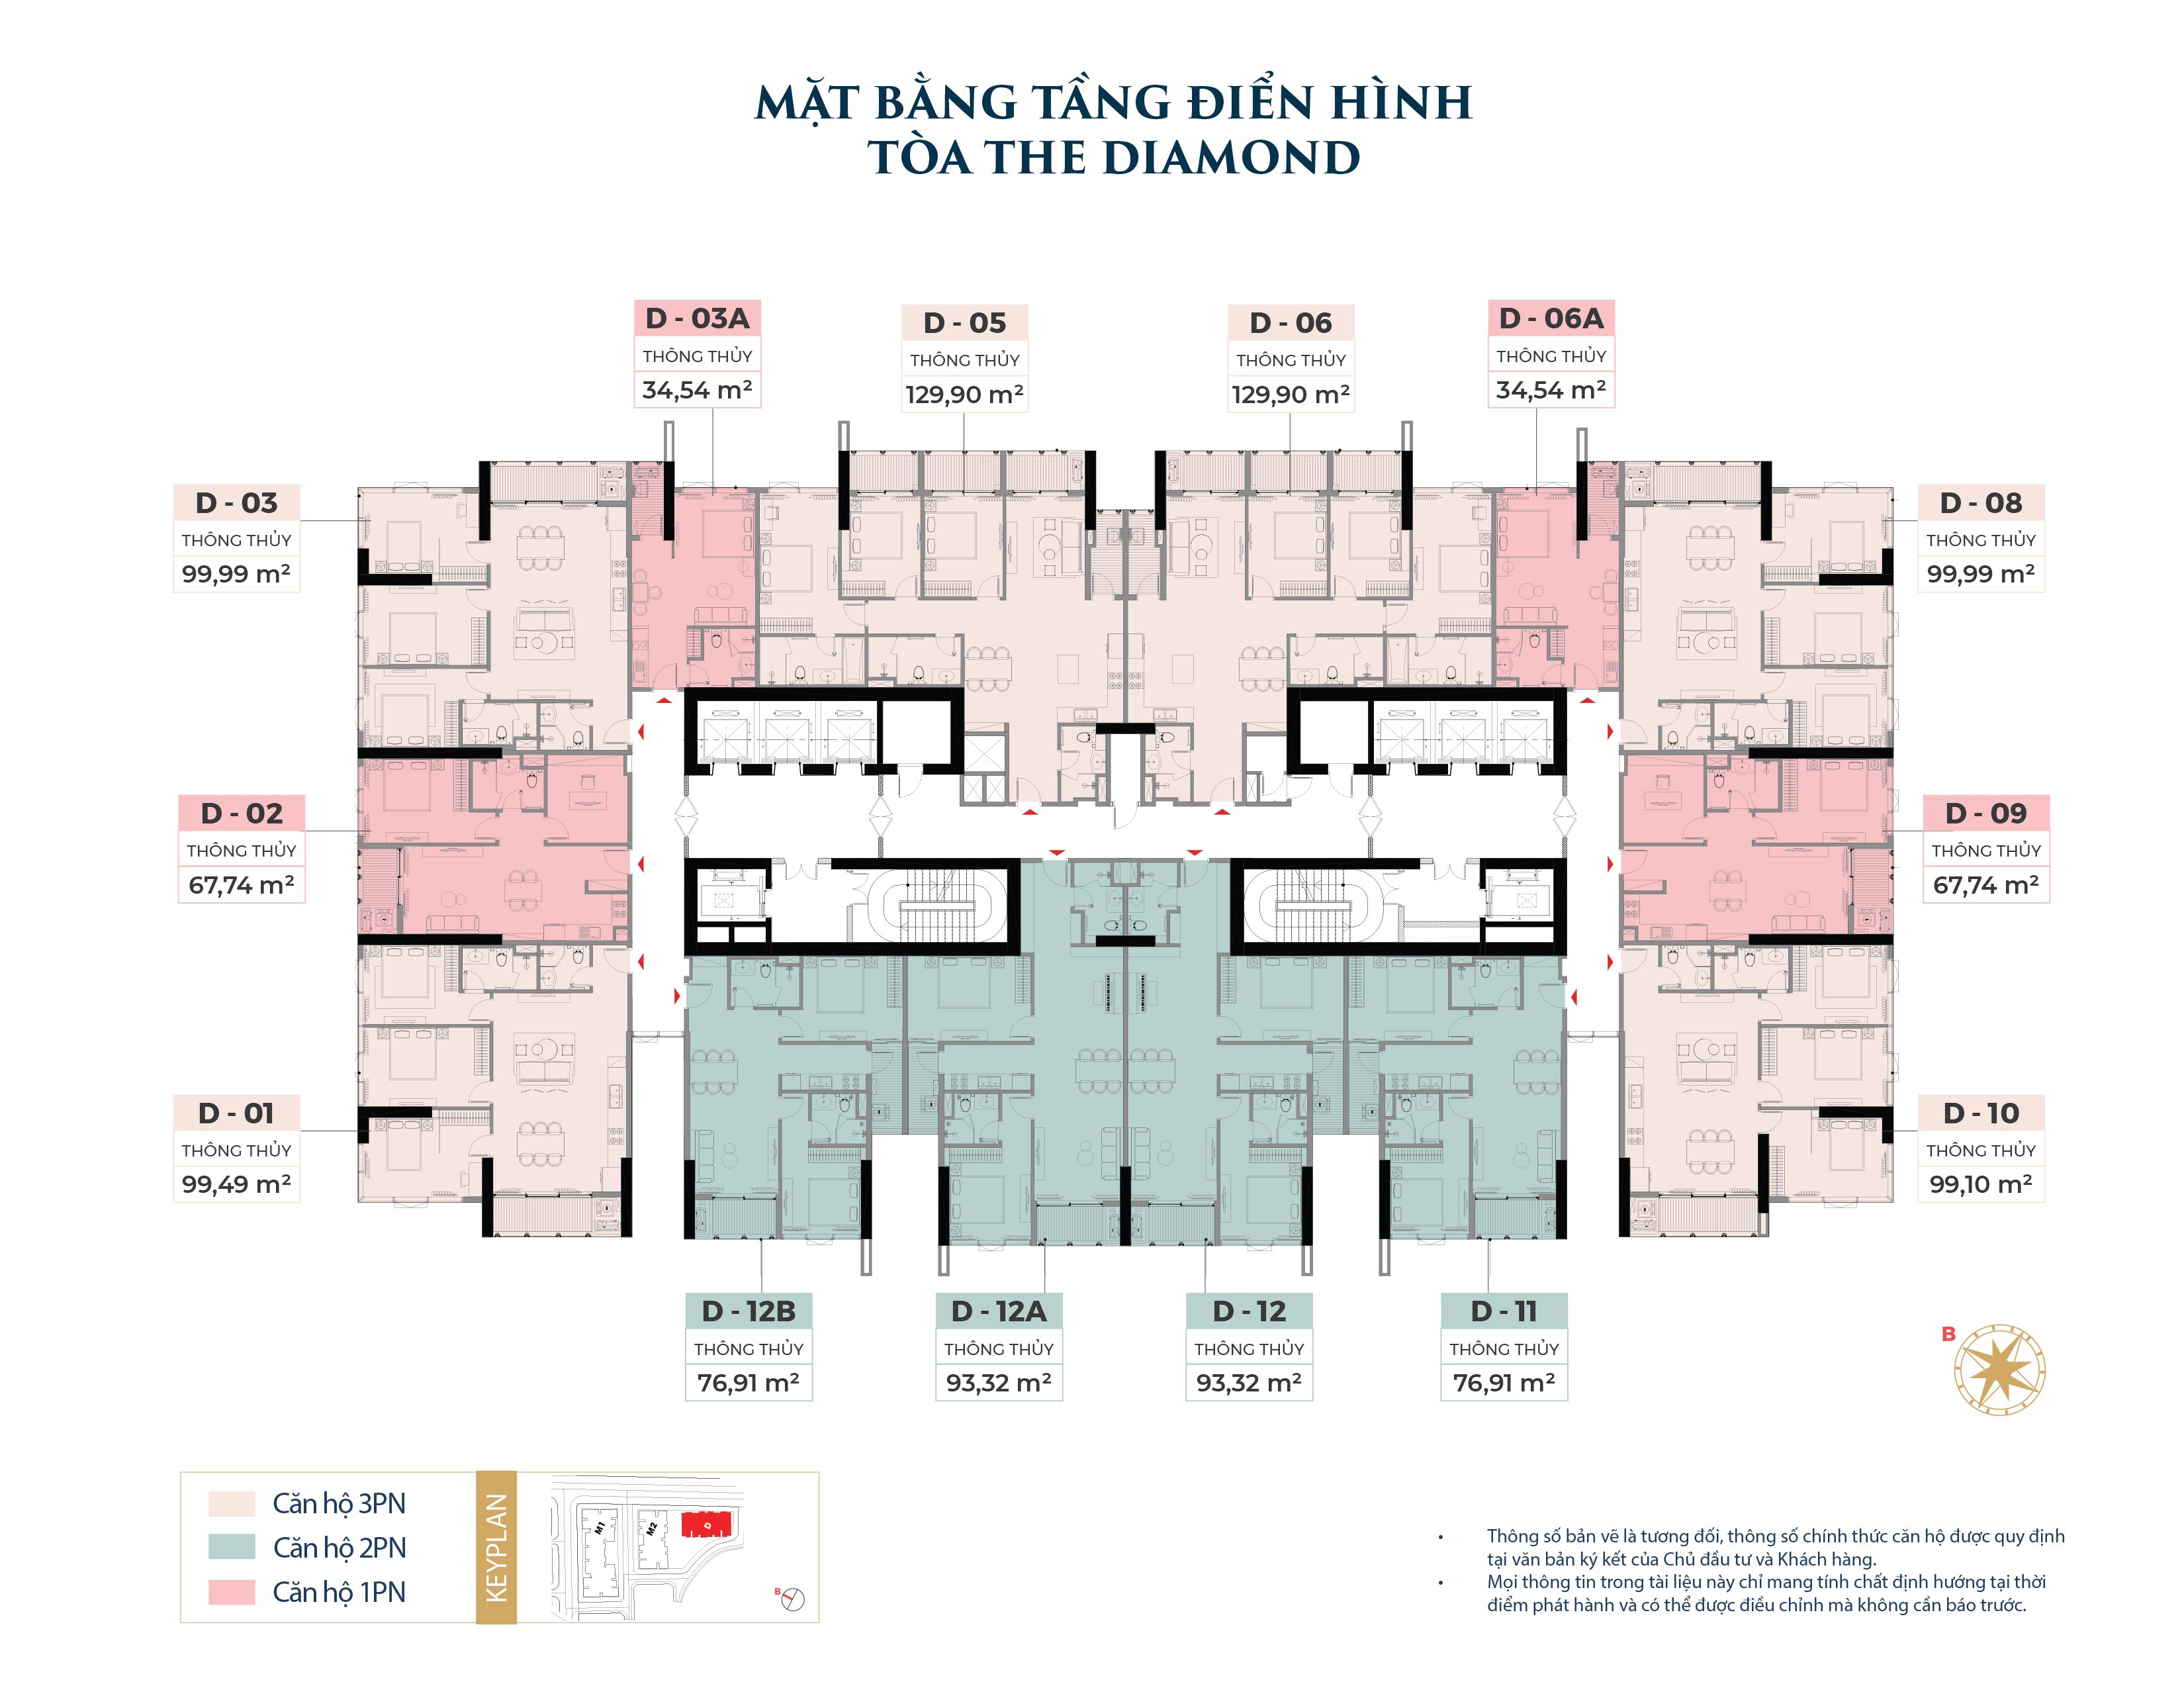 MẶT BẰNG TẦNG ĐIỂN HÌNH
TÒA THE DIAMOND
D - 03A
THÔNG THỦY
34,54 m²
D - 05
THÔNG THỦY
129,90 m²
D - 06
THÔNG THỦY
129,90 m²
D - 06A
THÔNG THỦY
34,54 m²
D - 03
THÔNG THỦY
99,99 m²
D - 08
THÔNG THỦY
99,99 m²
D - 02
THÔNG THỦY
67,74 m²
D - 09
THÔNG THỦY
67,74 m²
D - 01
THÔNG THỦY
99,49 m²
D - 10
THÔNG THỦY
99,10 m²
D - 12B
THÔNG THỦY
76,91 m²
D - 12A
THÔNG THỦY
93,32 m²
D - 12
THÔNG THỦY
93,32 m²
D - 11
THÔNG THỦY
76,91 m²
B
Căn hộ 3PN
Căn hộ 2PN
Căn hộ 1PN
KEYPLAN
M1
M2
D
B
• Thông số bản vẽ là tương đối, thông số chính thức căn hộ được quy định
tại văn bản ký kết của Chủ đầu tư và Khách hàng.
• Mọi thông tin trong tài liệu này chỉ mang tính chất định hướng tại thời
điểm phát hành và có thể được điều chỉnh mà không cần báo trước.